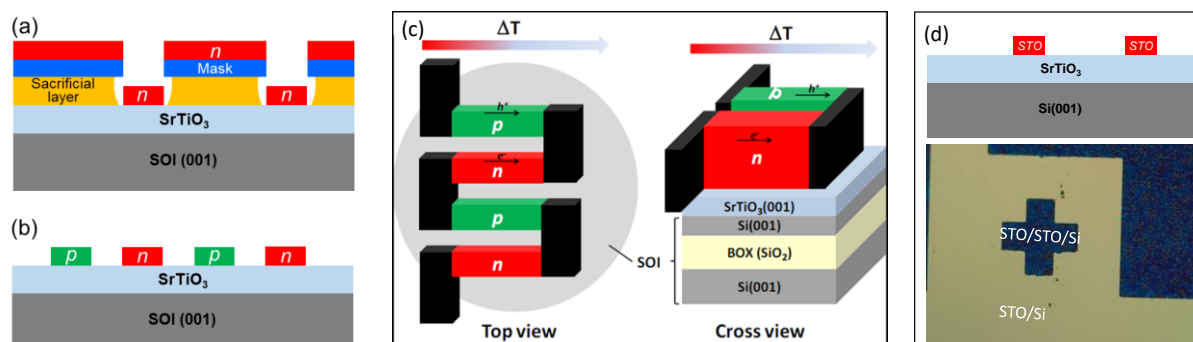 (a)
n
Mask
Sacrificial
layer
n
n
SrTiO₃
SOI (001)
(b)
p
n
p
n
SrTiO₃
SOI (001)
(c)
ΔT
h⁺
p
e⁻
n
p
n
Top view
ΔT
p
h⁺
e⁻
n
SrTiO₃(001)
Si(001)
BOX (SiO₂)
Si(001)
SOI
Cross view
(d)
STO
STO
SrTiO₃
Si(001)
STO/STO/Si
STO/Si